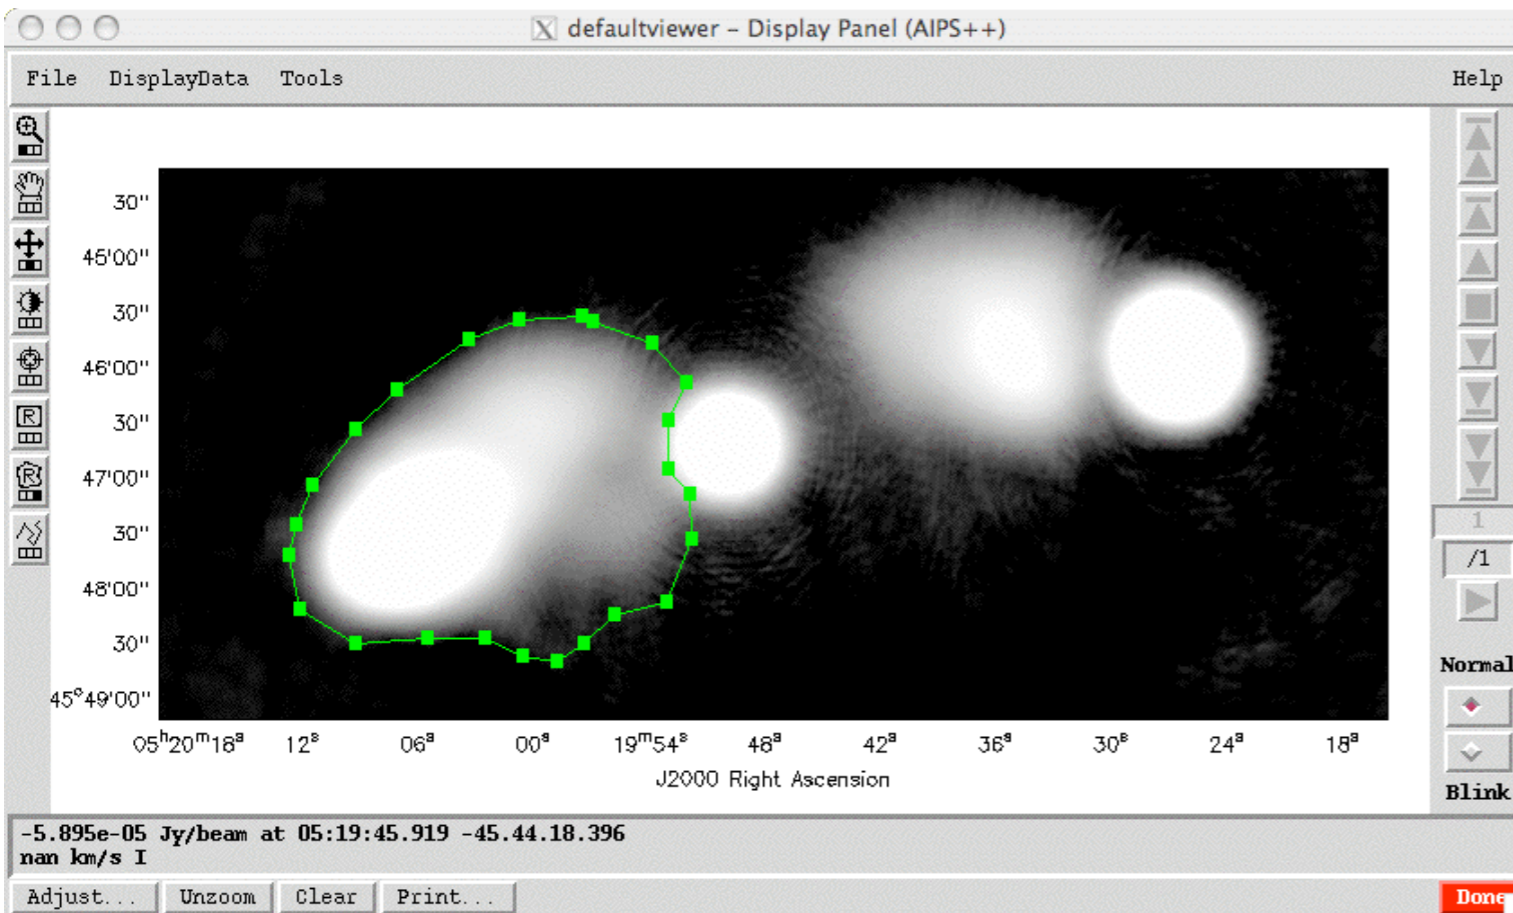 defaultviewer – Display Panel (AIPS++)
File DisplayData Tools Help
30"
45'00"
30"
46'00"
30"
47'00"
30"
48'00"
30"
45°49'00"
05ʰ20ᵐ18ˢ 12ˢ 06ˢ 00ˢ 19ᵐ54ˢ 48ˢ 42ˢ 36ˢ 30ˢ 24ˢ 18ˢ
J2000 Right Ascension
R
R
1
/1
Normal
Blink
-5.895e-05 Jy/beam at 05:19:45.919 -45.44.18.396
nan km/s I
Adjust... Unzoom Clear Print... Done